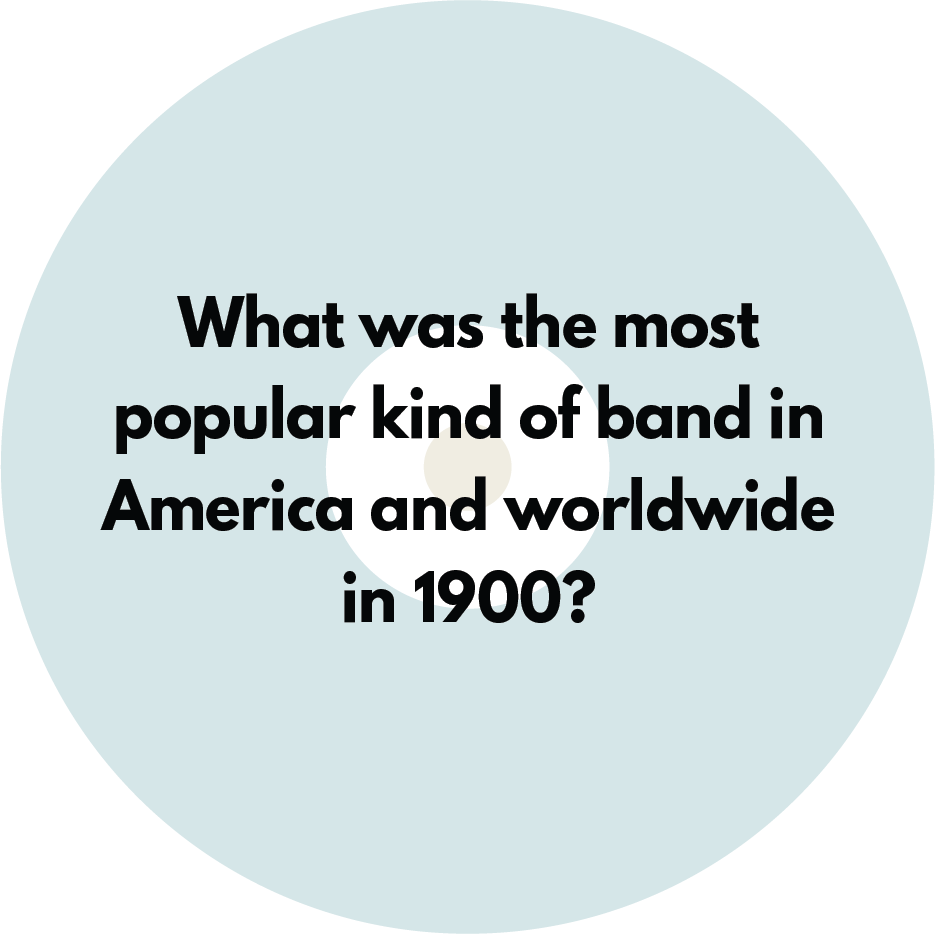 What was the most
popular kind of band in
America and worldwide
in 1900?